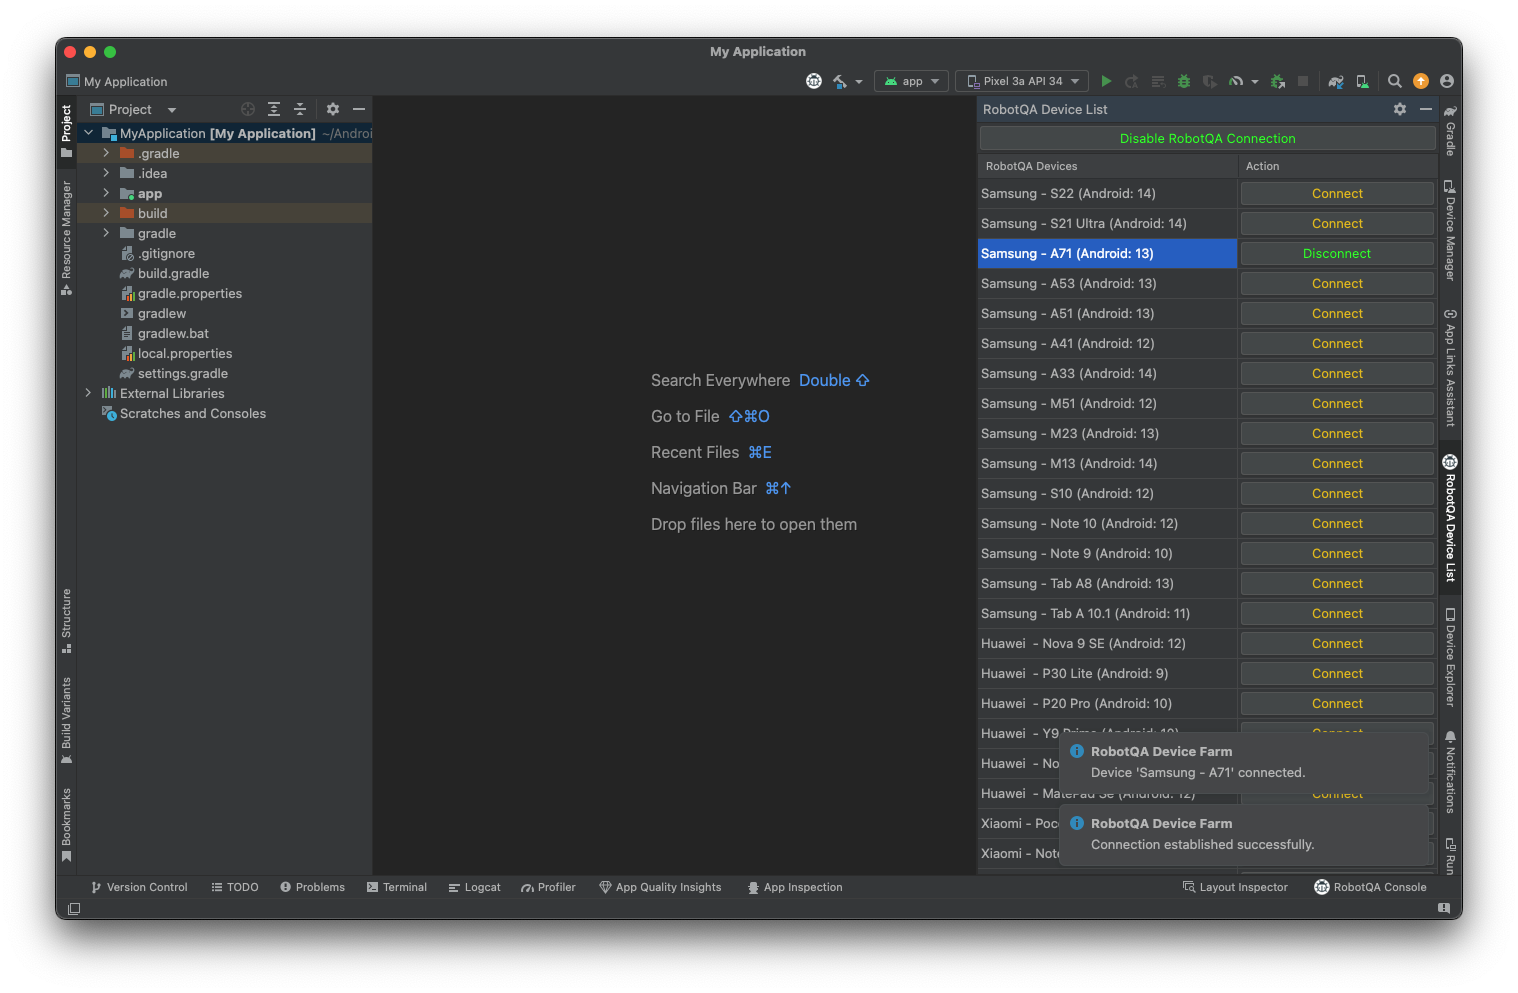 My Application
My Application
app
Pixel 3a API 34
Project
Resource Manager
Structure
Build Variants
Bookmarks
Project
MyApplication [My Application] ~/Androi
.gradle
.idea
app
build
gradle
.gitignore
build.gradle
gradle.properties
gradlew
gradlew.bat
local.properties
settings.gradle
External Libraries
Scratches and Consoles
Search Everywhere Double ⇧
Go to File ⇧⌘O
Recent Files ⌘E
Navigation Bar ⌘↑
Drop files here to open them
RobotQA Device List
Disable RobotQA Connection
RobotQA Devices Action
Samsung - S22 (Android: 14) Connect
Samsung - S21 Ultra (Android: 14) Connect
Samsung - A71 (Android: 13) Disconnect
Samsung - A53 (Android: 13) Connect
Samsung - A51 (Android: 13) Connect
Samsung - A41 (Android: 12) Connect
Samsung - A33 (Android: 14) Connect
Samsung - M51 (Android: 12) Connect
Samsung - M23 (Android: 13) Connect
Samsung - M13 (Android: 14) Connect
Samsung - S10 (Android: 12) Connect
Samsung - Note 10 (Android: 12) Connect
Samsung - Note 9 (Android: 10) Connect
Samsung - Tab A8 (Android: 13) Connect
Samsung - Tab A 10.1 (Android: 11) Connect
Huawei - Nova 9 SE (Android: 12) Connect
Huawei - P30 Lite (Android: 9) Connect
Huawei - P20 Pro (Android: 10) Connect
Huawei - Y9 Prime (Android: 10) Connect
Huawei - No
Huawei - MatePad Se (Android: 12) Connect
Xiaomi - Poc
Xiaomi - Not
RobotQA Device Farm
Device 'Samsung - A71' connected.
RobotQA Device Farm
Connection established successfully.
Gradle
Device Manager
App Links Assistant
RobotQA Device List
Device Explorer
Notifications
Run
Version Control
TODO
Problems
Terminal
Logcat
Profiler
App Quality Insights
App Inspection
Layout Inspector
RobotQA Console